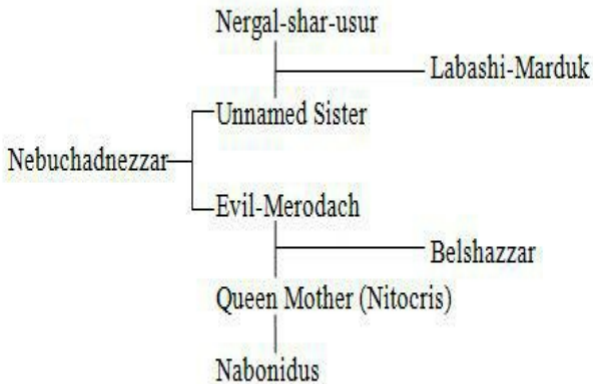 Nergal-shar-usur
Labashi-Marduk
Unnamed Sister
Nebuchadnezzar
Evil-Merodach
Belshazzar
Queen Mother (Nitocris)
Nabonidus